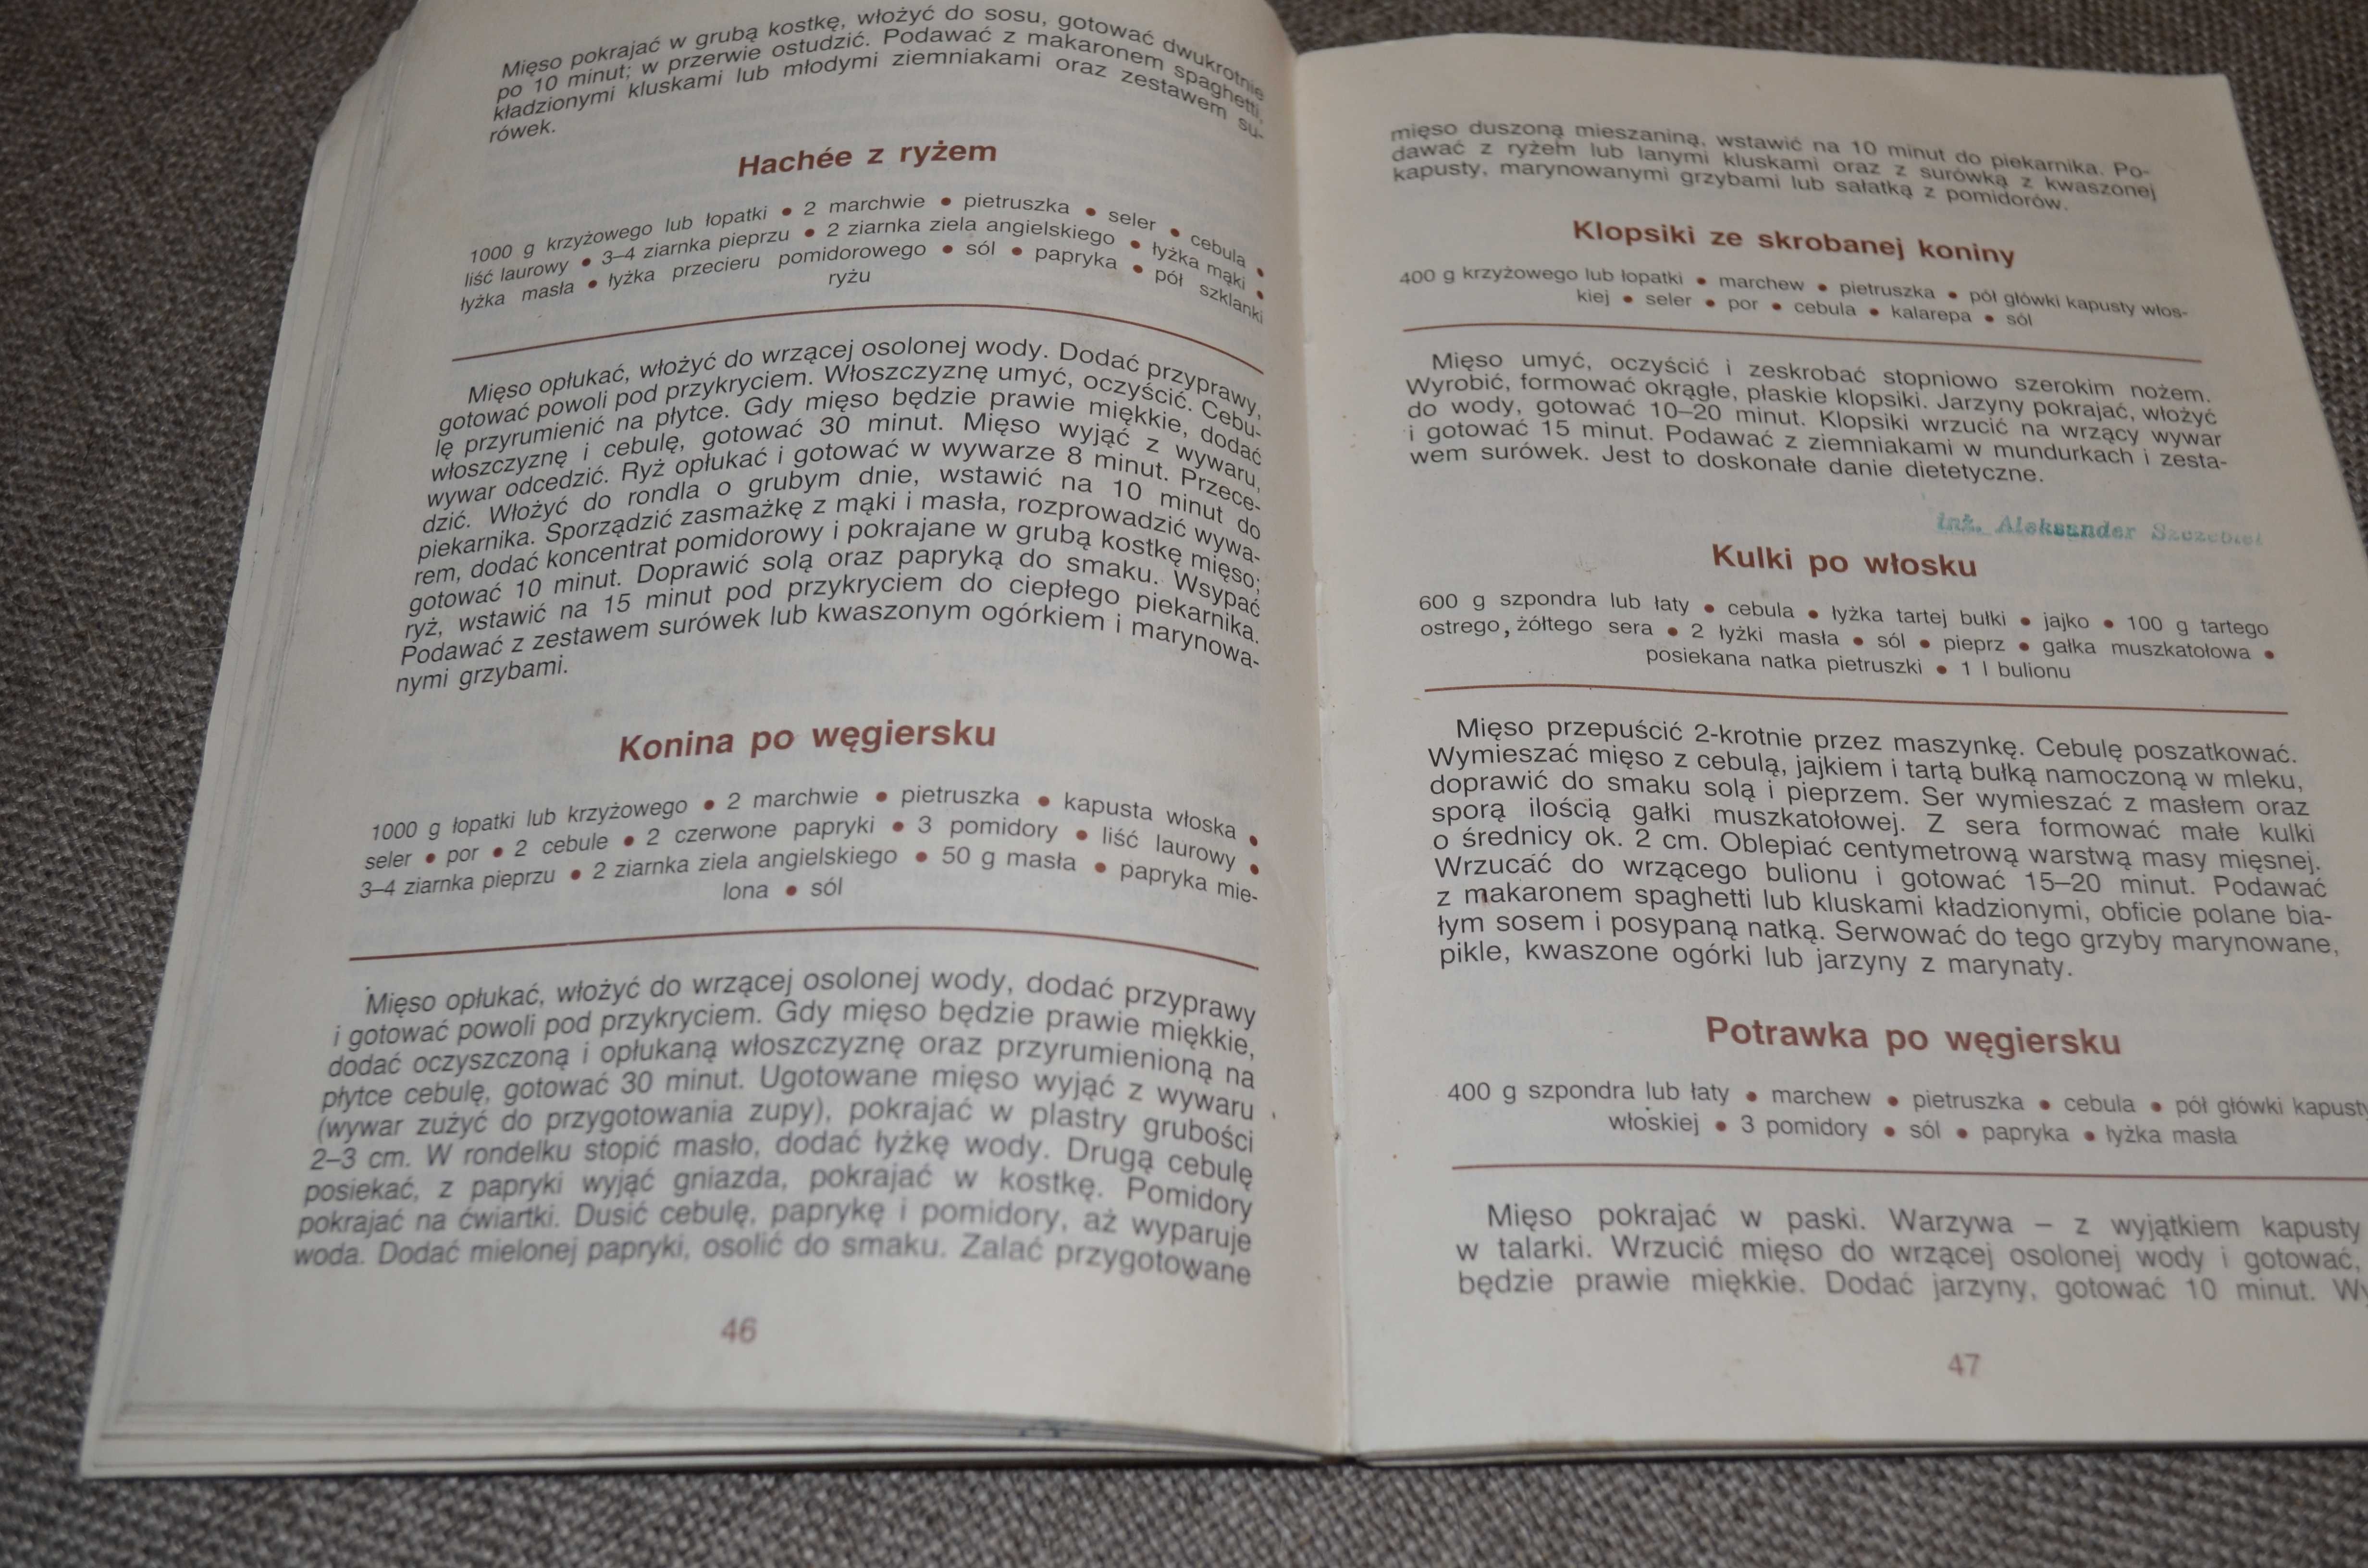 Mięso pokrajać w grubą kostkę, włożyć do sosu, gotować dwukrotnie
po 10 minut; w przerwie ostudzić. Podawać z makaronem spaghetti,
kładzionymi kluskami lub młodymi ziemniakami oraz zestawem su-
rówek.
Hachée z ryżem
1000 g krzyżowego lub łopatki • 2 marchwie • pietruszka • seler • cebula •
liść laurowy • 3–4 ziarnka pieprzu • 2 ziarnka ziela angielskiego • łyżka mąki •
łyżka masła • łyżka przecieru pomidorowego • sól • papryka • pół szklanki
ryżu
Mięso opłukać, włożyć do wrzącej osolonej wody. Dodać przyprawy,
gotować powoli pod przykryciem. Włoszczyznę umyć, oczyścić. Cebu-
lę przyrumienić na płytce. Gdy mięso będzie prawie miękkie, dodać
włoszczyznę i cebulę, gotować 30 minut. Mięso wyjąć z wywaru,
wywar odcedzić. Ryż opłukać i gotować w wywarze 8 minut. Przece-
dzić. Włożyć do rondla o grubym dnie, wstawić na 10 minut do
piekarnika. Sporządzić zasmażkę z mąki i masła, rozprowadzić wywa-
rem, dodać koncentrat pomidorowy i pokrajane w grubą kostkę mięso;
gotować 10 minut. Doprawić solą oraz papryką do smaku. Wsypać
ryż, wstawić na 15 minut pod przykryciem do ciepłego piekarnika.
Podawać z zestawem surówek lub kwaszonym ogórkiem i marynowa-
nymi grzybami.
Konina po węgiersku
1000 g łopatki lub krzyżowego • 2 marchwie • pietruszka • kapusta włoska •
seler • por • 2 cebule • 2 czerwone papryki • 3 pomidory • liść laurowy •
3–4 ziarnka pieprzu • 2 ziarnka ziela angielskiego • 50 g masła • papryka mie-
lona • sól
Mięso opłukać, włożyć do wrzącej osolonej wody, dodać przyprawy
i gotować powoli pod przykryciem. Gdy mięso będzie prawie miękkie,
dodać oczyszczoną i opłukaną włoszczyznę oraz przyrumienioną na
płytce cebulę, gotować 30 minut. Ugotowane mięso wyjąć z wywaru
(wywar zużyć do przygotowania zupy), pokrajać w plastry grubości
2–3 cm. W rondelku stopić masło, dodać łyżkę wody. Drugą cebulę
posiekać, z papryki wyjąć gniazda, pokrajać w kostkę. Pomidory
pokrajać na ćwiartki. Dusić cebulę, paprykę i pomidory, aż wyparuje
woda. Dodać mielonej papryki, osolić do smaku. Zalać przygotowane
46
mięso duszoną mieszaniną, wstawić na 10 minut do piekarnika. Po-
dawać z ryżem lub lanymi kluskami oraz z surówką z kwaszonej
kapusty, marynowanymi grzybami lub sałatką z pomidorów.
Klopsiki ze skrobanej koniny
400 g krzyżowego lub łopatki • marchew • pietruszka • pół główki kapusty włos-
kiej • seler • por • cebula • kalarepa • sól
Mięso umyć, oczyścić i zeskrobać stopniowo szerokim nożem.
Wyrobić, formować okrągłe, płaskie klopsiki. Jarzyny pokrajać, włożyć
do wody, gotować 10–20 minut. Klopsiki wrzucić na wrzący wywar
i gotować 15 minut. Podawać z ziemniakami w mundurkach i zesta-
wem surówek. Jest to doskonałe danie dietetyczne.
inż. Aleksander
Kulki po włosku
600 g szpondra lub łaty • cebula • łyżka tartej bułki • jajko • 100 g tartego
ostrego, żółtego sera • 2 łyżki masła • sól • pieprz • gałka muszkatołowa •
posiekana natka pietruszki • 1 l bulionu
Mięso przepuścić 2-krotnie przez maszynkę. Cebulę poszatkować.
Wymieszać mięso z cebulą, jajkiem i tartą bułką namoczoną w mleku,
doprawić do smaku solą i pieprzem. Ser wymieszać z masłem oraz
sporą ilością gałki muszkatołowej. Z sera formować małe kulki
o średnicy ok. 2 cm. Oblepiać centymetrową warstwą masy mięsnej.
Wrzucać do wrzącego bulionu i gotować 15–20 minut. Podawać
z makaronem spaghetti lub kluskami kładzionymi, obficie polane bia-
łym sosem i posypaną natką. Serwować do tego grzyby marynowane,
pikle, kwaszone ogórki lub jarzyny z marynaty.
Potrawka po węgiersku
400 g szpondra lub łaty • marchew • pietruszka • cebula • pół główki kapusty
włoskiej • 3 pomidory • sól • papryka • łyżka masła
Mięso pokrajać w paski. Warzywa – z wyjątkiem kapusty
w talarki. Wrzucić mięso do wrzącej osolonej wody i gotować,
będzie prawie miękkie. Dodać jarzyny, gotować 10 minut.
47